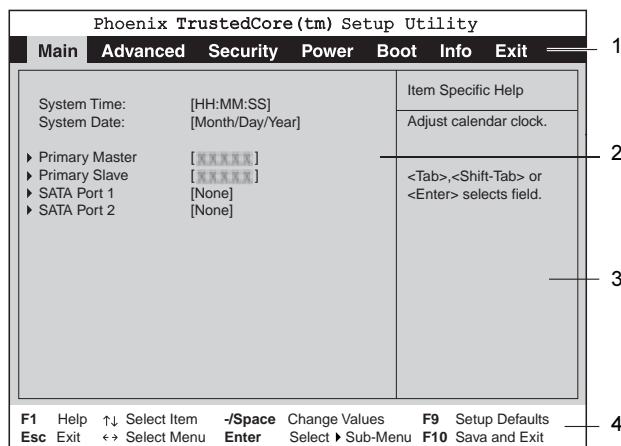 Phoenix TrustedCore(tm) Setup Utility
Main Advanced Security Power Boot Info Exit
1
System Time: [HH:MM:SS]
System Date: [Month/Day/Year]
Primary Master [XXXXX]
Primary Slave [XXXXX]
SATA Port 1 [None]
SATA Port 2 [None]
2
Item Specific Help
Adjust calendar clock.
<Tab>,<Shift-Tab> or
<Enter> selects field.
3
F1 Help ↑↓ Select Item -/Space Change Values F9 Setup Defaults
Esc Exit ←→ Select Menu Enter Select ▶ Sub-Menu F10 Sava and Exit
4